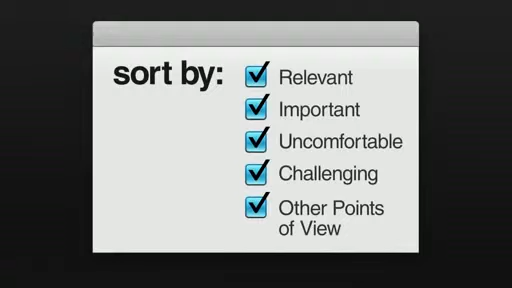 sort by:
Relevant
Important
Uncomfortable
Challenging
Other Points
of View